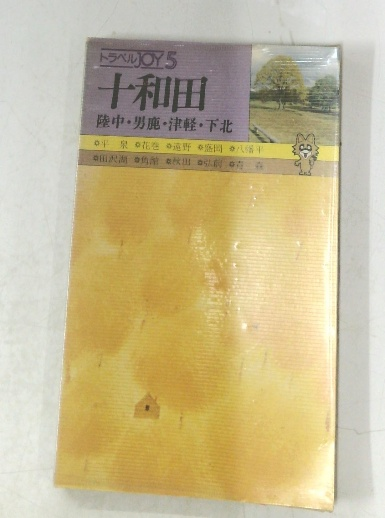 トラベルJOY5
十和田
陸中・男鹿・津軽・下北
平泉 花巻 遠野 盛岡 八幡平
田沢湖 角館 秋田 弘前 青森